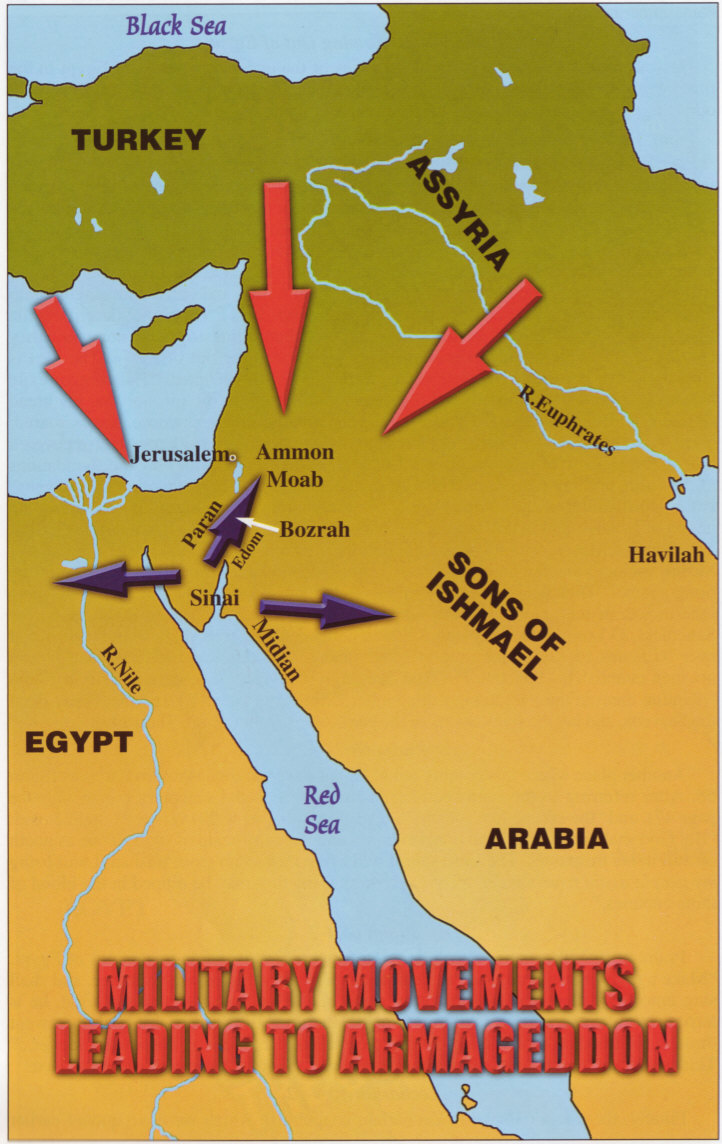 Black Sea
TURKEY
ASSYRIA
R.Euphrates
Jerusalem
Ammon
Moab
Paran
Edom
Bozrah
Havilah
Sinai
Midian
SONS OF
ISHMAEL
R.Nile
EGYPT
Red
Sea
ARABIA
MILITARY MOVEMENTS
LEADING TO ARMAGEDDON